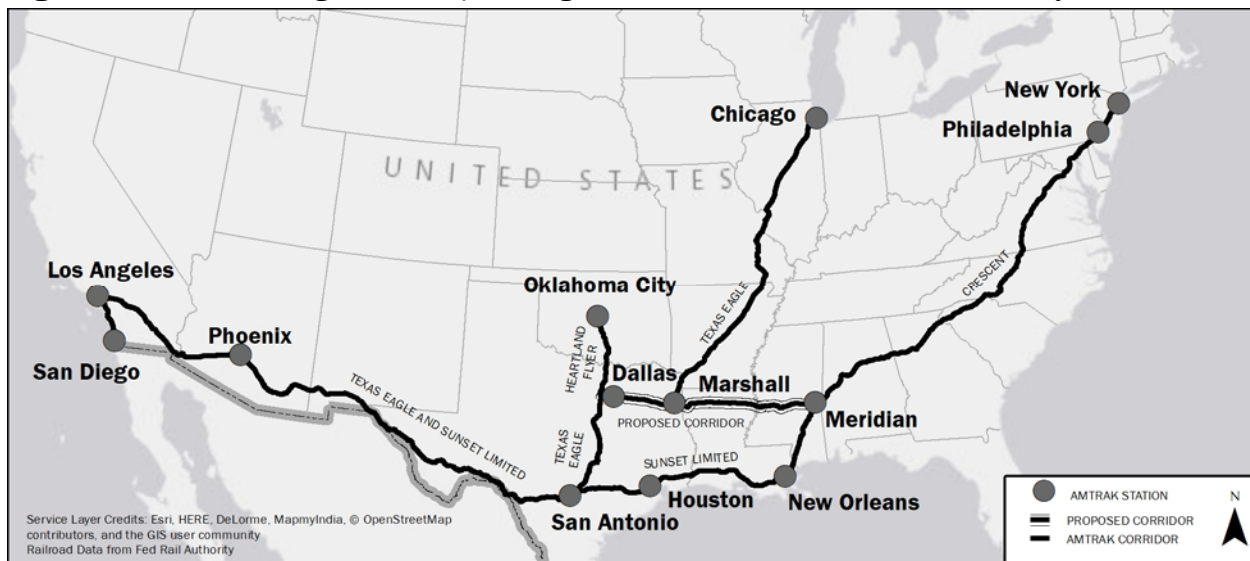 New York
Chicago
Philadelphia
UNITED STATES
CRESCENT
Los Angeles
Oklahoma City
TEXAS EAGLE
Phoenix
HEARTLAND
FLYER
San Diego
Dallas
Marshall
TEXAS EAGLE AND SUNSET LIMITED
PROPOSED CORRIDOR
Meridian
TEXAS
EAGLE
SUNSET LIMITED
Houston
New Orleans
San Antonio
Service Layer Credits: Esri, HERE, DeLorme, MapmyIndia, © OpenStreetMap
contributors, and the GIS user community
Railroad Data from Fed Rail Authority
AMTRAK STATION
N
PROPOSED CORRIDOR
AMTRAK CORRIDOR